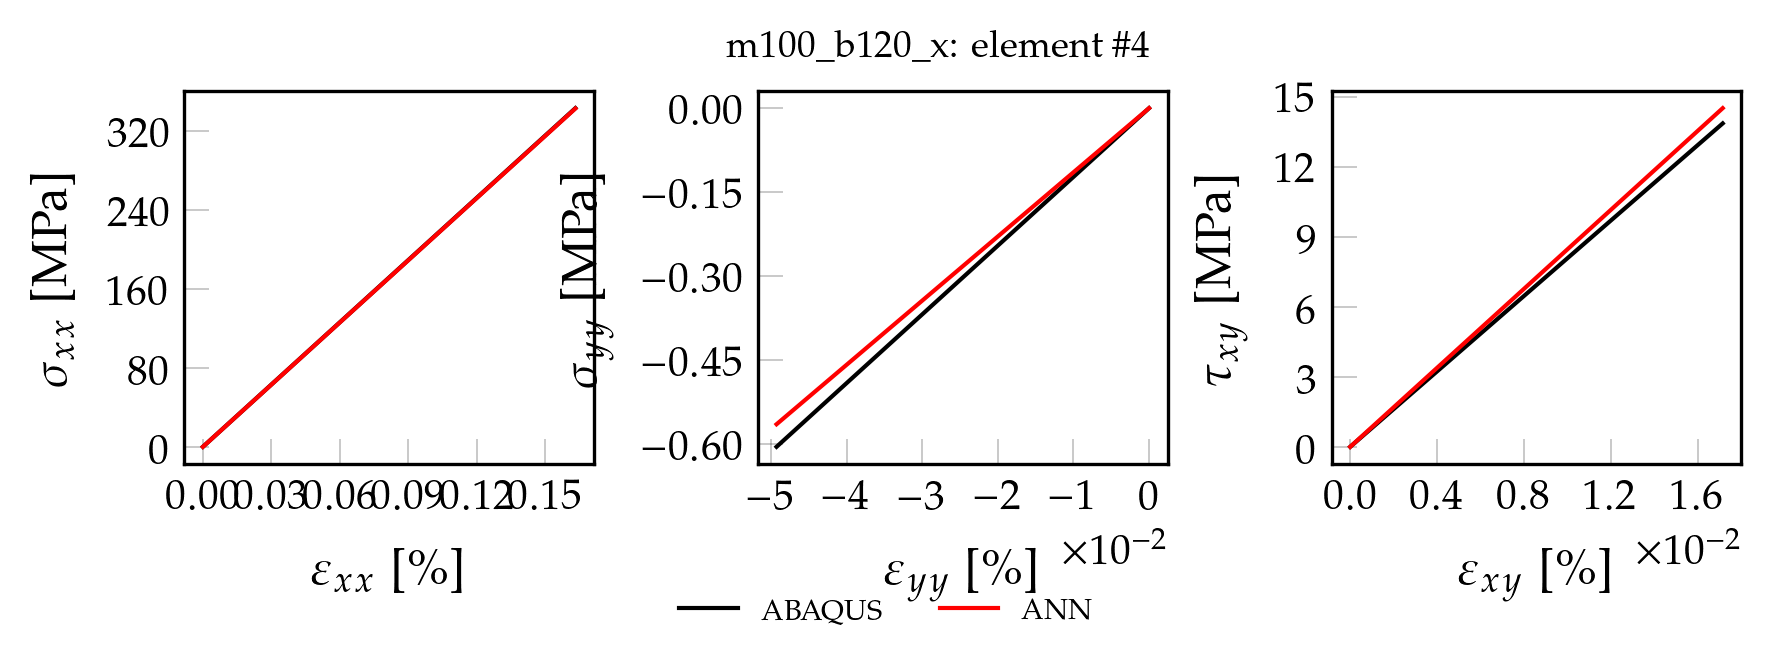 m100_b120_x: element #4
σxx [MPa]
320
240
160
80
0
0.00 0.03 0.06 0.09 0.12 0.15
εxx [%]
σyy [MPa]
0.00
−0.15
−0.30
−0.45
−0.60
−5 −4 −3 −2 −1 0
×10−2
εyy [%]
τxy [MPa]
15
12
9
6
3
0
0.0 0.4 0.8 1.2 1.6
×10−2
εxy [%]
ABAQUS ANN